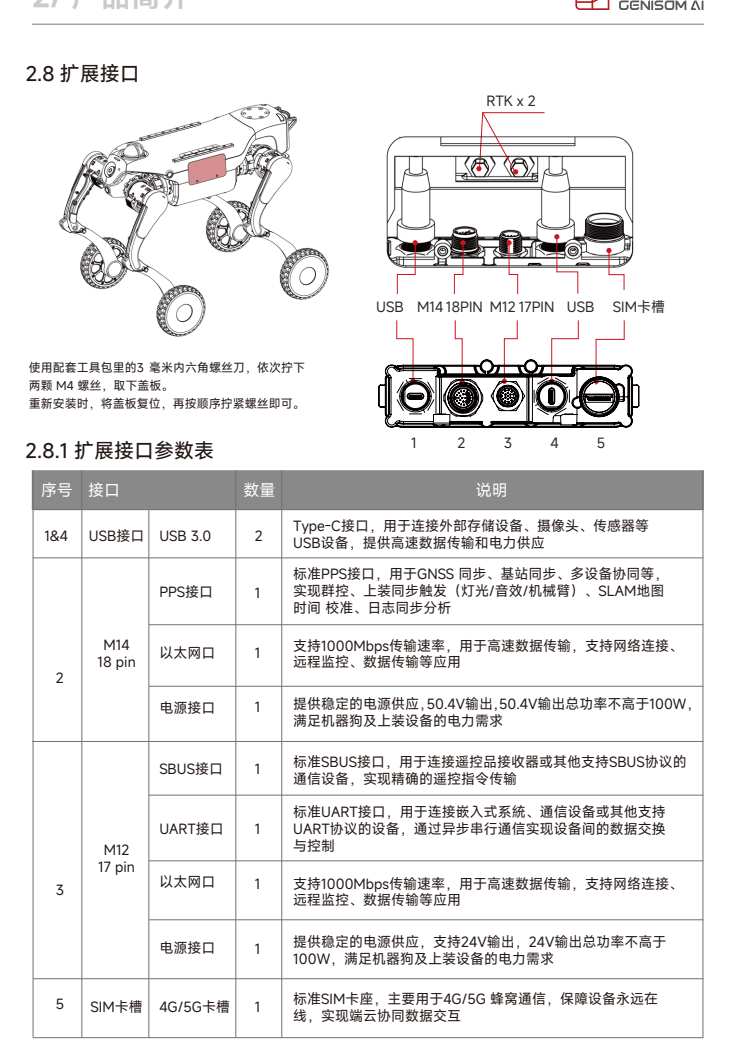 2/产品简介
GENISOM AI
2.8 扩展接口
RTK x 2
USB M14 18PIN M12 17PIN USB SIM卡槽
使用配套工具包里的3 毫米内六角螺丝刀，依次拧下
两颗 M4 螺丝，取下盖板。
重新安装时，将盖板复位，再按顺序拧紧螺丝即可。
1 2 3 4 5
2.8.1 扩展接口参数表
序号 接口 数量 说明
1&4 USB接口 USB 3.0 2 Type-C接口，用于连接外部存储设备、摄像头、传感器等
USB设备，提供高速数据传输和电力供应
2 M14
18 pin
PPS接口 1 标准PPS接口，用于GNSS 同步、基站同步、多设备协同等，
实现群控、上装同步触发（灯光/音效/机械臂）、SLAM地图
时间 校准、日志同步分析
以太网口 1 支持1000Mbps传输速率，用于高速数据传输，支持网络连接、
远程监控、数据传输等应用
电源接口 1 提供稳定的电源供应,50.4V输出,50.4V输出总功率不高于100W，
满足机器狗及上装设备的电力需求
3 M12
17 pin
SBUS接口 1 标准SBUS接口，用于连接遥控品接收器或其他支持SBUS协议的
通信设备，实现精确的遥控指令传输
UART接口 1 标准UART接口，用于连接嵌入式系統、通信设备或其他支持
UART协议的设备，通过异步串行通信实现设备间的数据交换
与控制
以太网口 1 支持1000Mbps传输速率，用于高速数据传输，支持网络连接、
远程监控、数据传输等应用
电源接口 1 提供稳定的电源供应，支持24V输出，24V输出总功率不高于
100W，满足机器狗及上装设备的电力需求
5 SIM卡槽 4G/5G卡槽 1 标准SIM卡座，主要用于4G/5G 蜂窝通信，保障设备永远在
线，实现端云协同数据交互